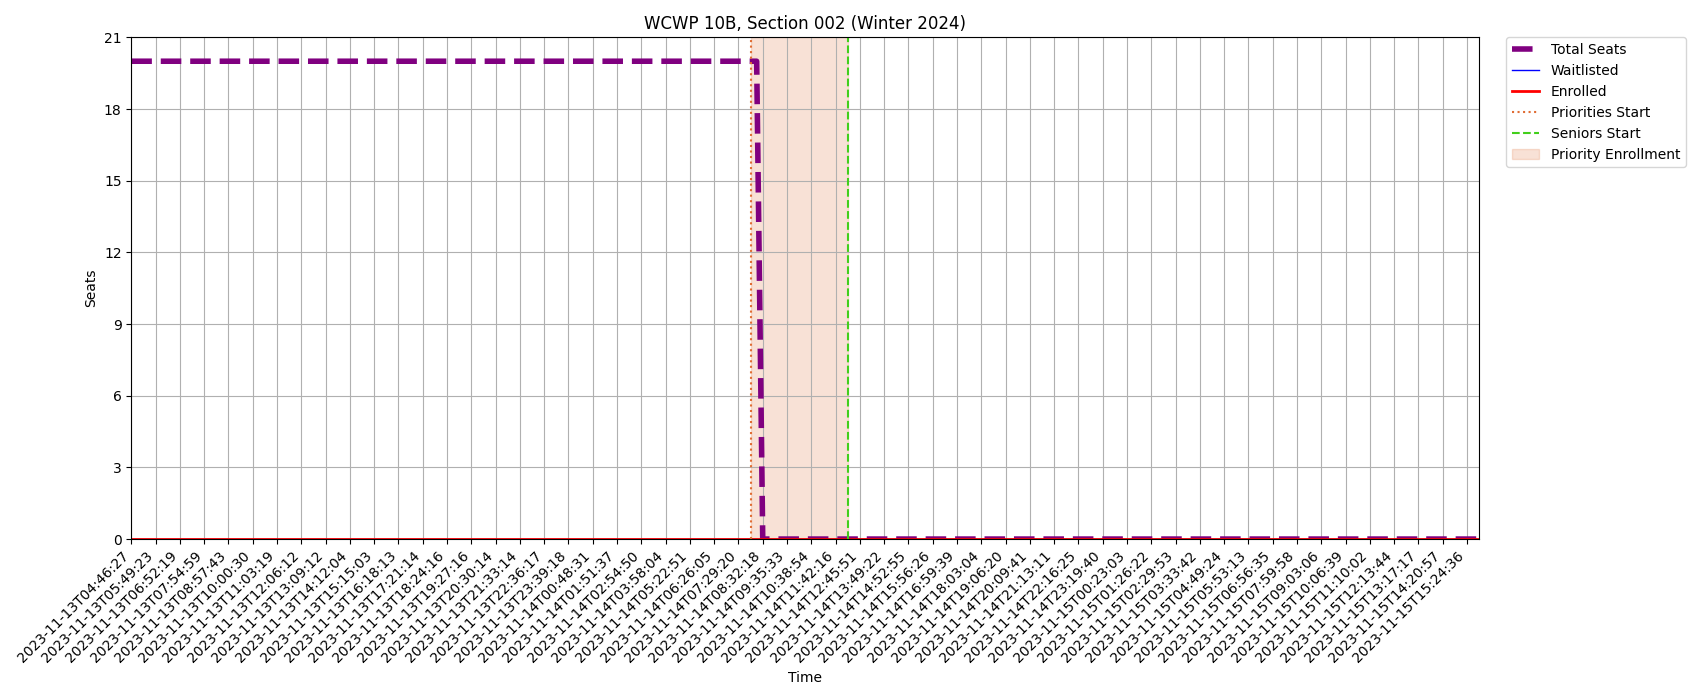 WCWP 10B, Section 002 (Winter 2024)
Seats
21
18
15
12
9
6
3
0
2023-11-13T04:46:27
2023-11-13T05:49:23
2023-11-13T06:52:19
2023-11-13T07:54:59
2023-11-13T08:57:43
2023-11-13T10:00:30
2023-11-13T11:03:19
2023-11-13T12:06:12
2023-11-13T13:09:12
2023-11-13T14:12:04
2023-11-13T15:15:03
2023-11-13T16:18:13
2023-11-13T17:21:14
2023-11-13T18:24:16
2023-11-13T19:27:16
2023-11-13T20:30:14
2023-11-13T21:33:14
2023-11-13T22:36:17
2023-11-13T23:39:18
2023-11-14T00:48:31
2023-11-14T01:51:37
2023-11-14T02:54:50
2023-11-14T03:58:04
2023-11-14T05:22:51
2023-11-14T06:26:05
2023-11-14T07:29:20
2023-11-14T08:32:18
2023-11-14T09:35:33
2023-11-14T10:38:54
2023-11-14T11:42:16
2023-11-14T12:45:51
2023-11-14T13:49:22
2023-11-14T14:52:55
2023-11-14T15:56:26
2023-11-14T16:59:39
2023-11-14T18:03:04
2023-11-14T19:06:20
2023-11-14T20:09:41
2023-11-14T21:13:11
2023-11-14T22:16:25
2023-11-14T23:19:40
2023-11-15T00:23:03
2023-11-15T01:26:22
2023-11-15T02:29:53
2023-11-15T03:33:42
2023-11-15T04:49:24
2023-11-15T05:53:13
2023-11-15T06:56:35
2023-11-15T07:59:58
2023-11-15T09:03:06
2023-11-15T10:06:39
2023-11-15T11:10:02
2023-11-15T12:13:44
2023-11-15T13:17:17
2023-11-15T14:20:57
2023-11-15T15:24:36
Time
Total Seats
Waitlisted
Enrolled
Priorities Start
Seniors Start
Priority Enrollment